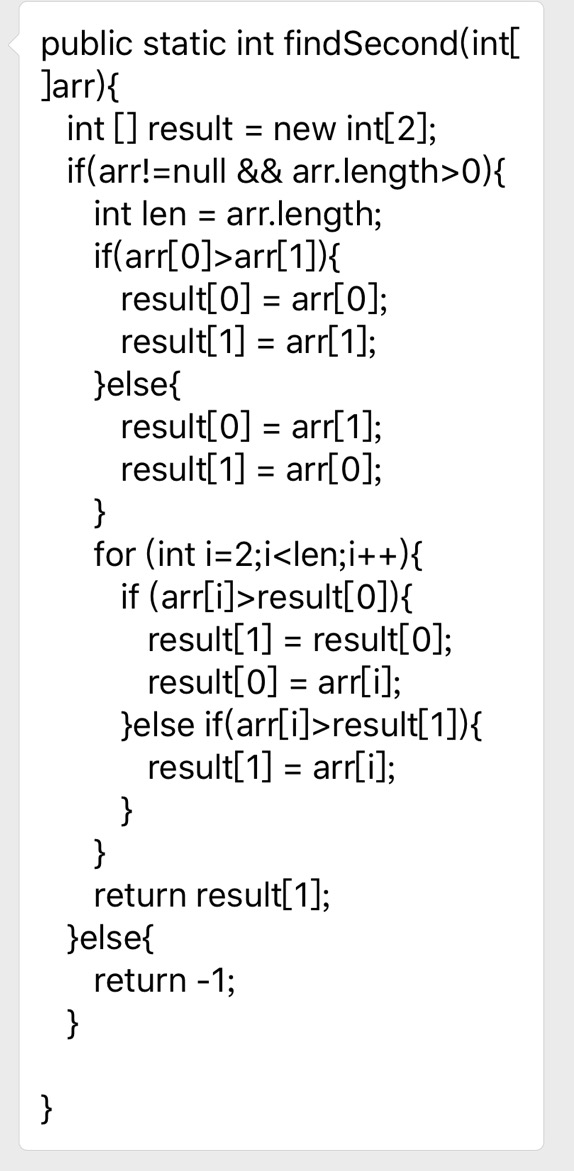 public static int findSecond(int[
]arr){
int [] result = new int[2];
if(arr!=null && arr.length>0){
int len = arr.length;
if(arr[0]>arr[1]){
result[0] = arr[0];
result[1] = arr[1];
}else{
result[0] = arr[1];
result[1] = arr[0];
}
for (int i=2;i<len;i++){
if (arr[i]>result[0]){
result[1] = result[0];
result[0] = arr[i];
}else if(arr[i]>result[1]){
result[1] = arr[i];
}
}
return result[1];
}else{
return -1;
}
}